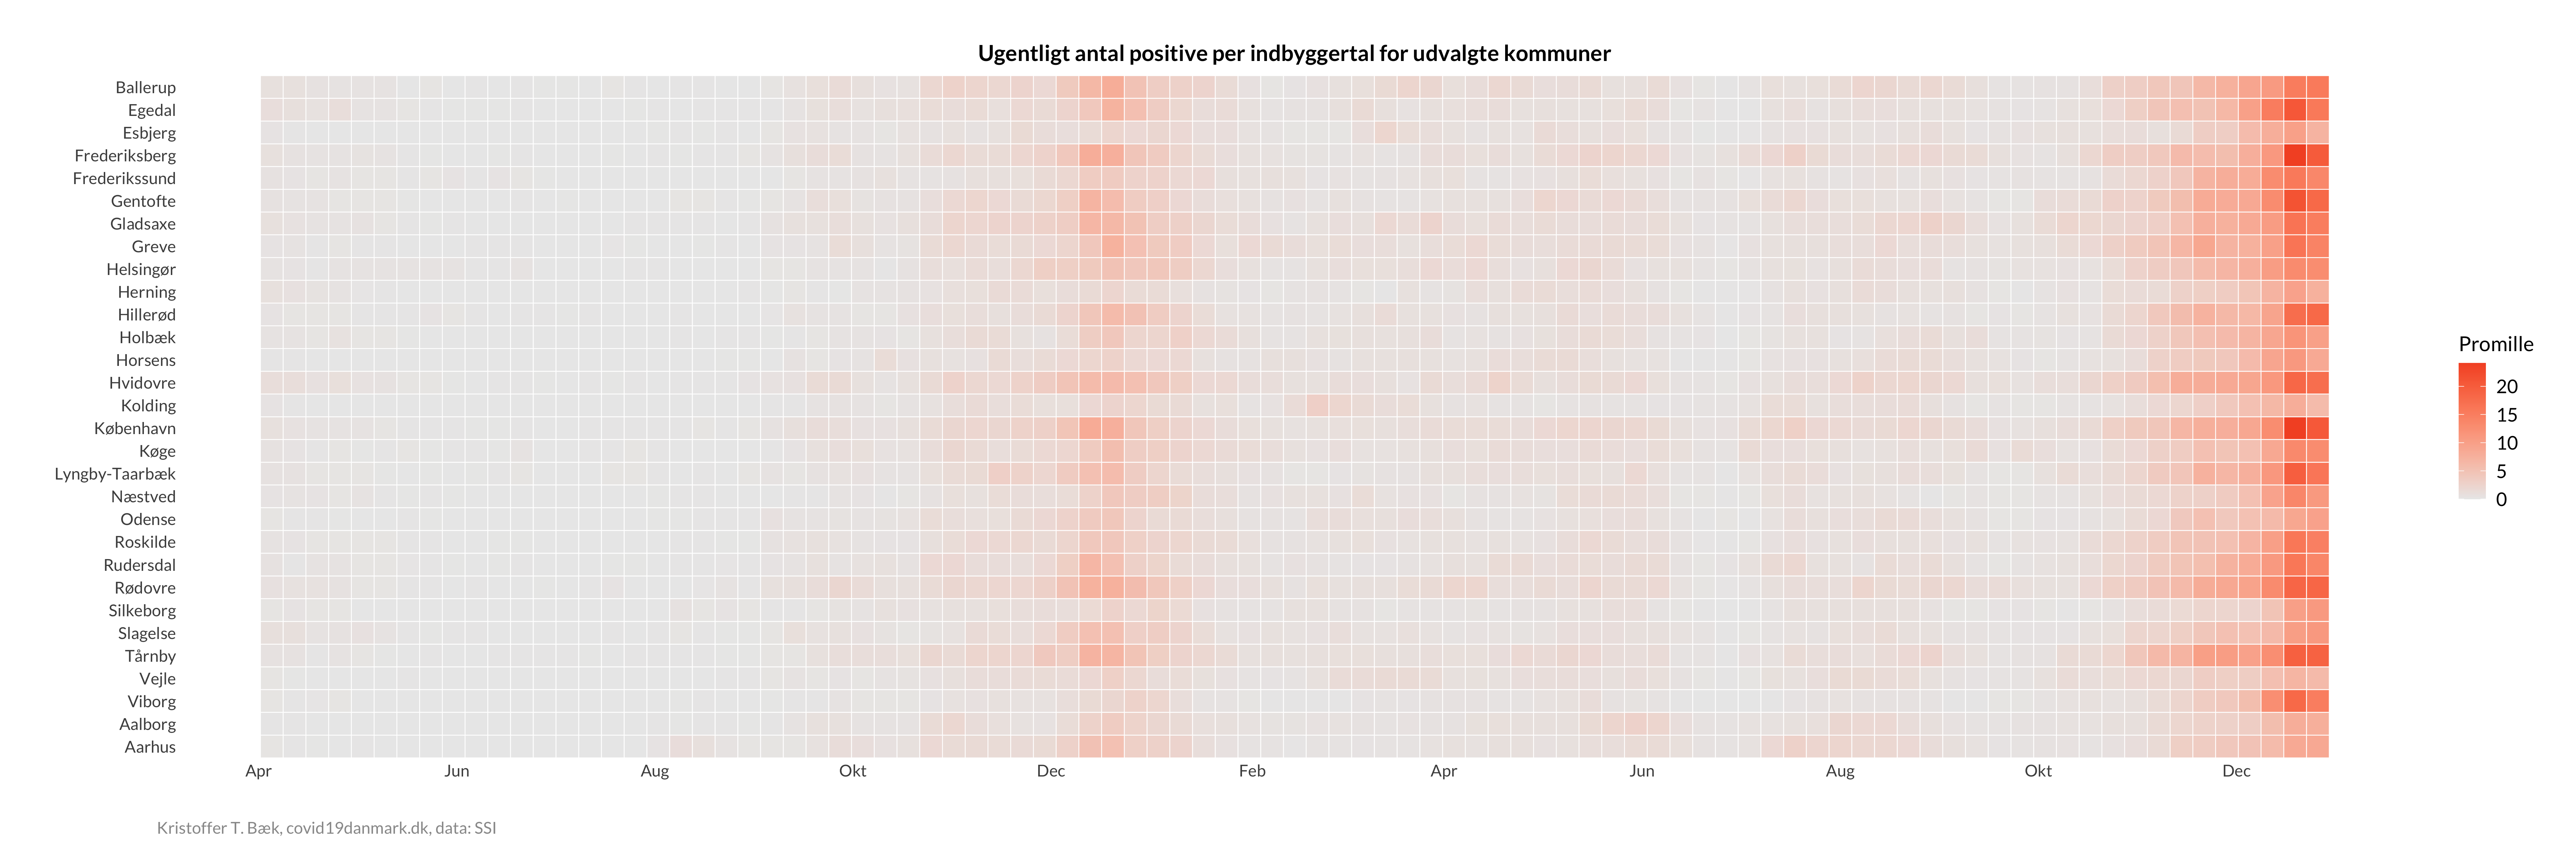 Ugentligt antal positive per indbyggertal for udvalgte kommuner
Ballerup
Egedal
Esbjerg
Frederiksberg
Frederikssund
Gentofte
Gladsaxe
Greve
Helsingør
Herning
Hillerød
Holbæk
Horsens
Hvidovre
Kolding
København
Køge
Lyngby-Taarbæk
Næstved
Odense
Roskilde
Rudersdal
Rødovre
Silkeborg
Slagelse
Tårnby
Vejle
Viborg
Aalborg
Aarhus
Apr Jun Aug Okt Dec Feb Apr Jun Aug Okt Dec
Promille
20
15
10
5
0
Kristoffer T. Bæk, covid19danmark.dk, data: SSI